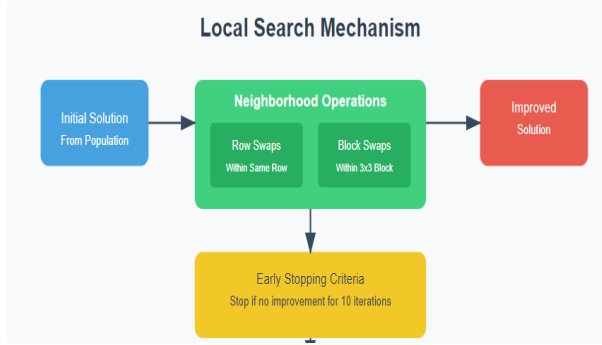 Local Search Mechanism
Initial Solution
From Population
Neighborhood Operations
Row Swaps
Within Same Row
Block Swaps
Within 3x3 Block
Improved
Solution
Early Stopping Criteria
Stop if no improvement for 10 iterations